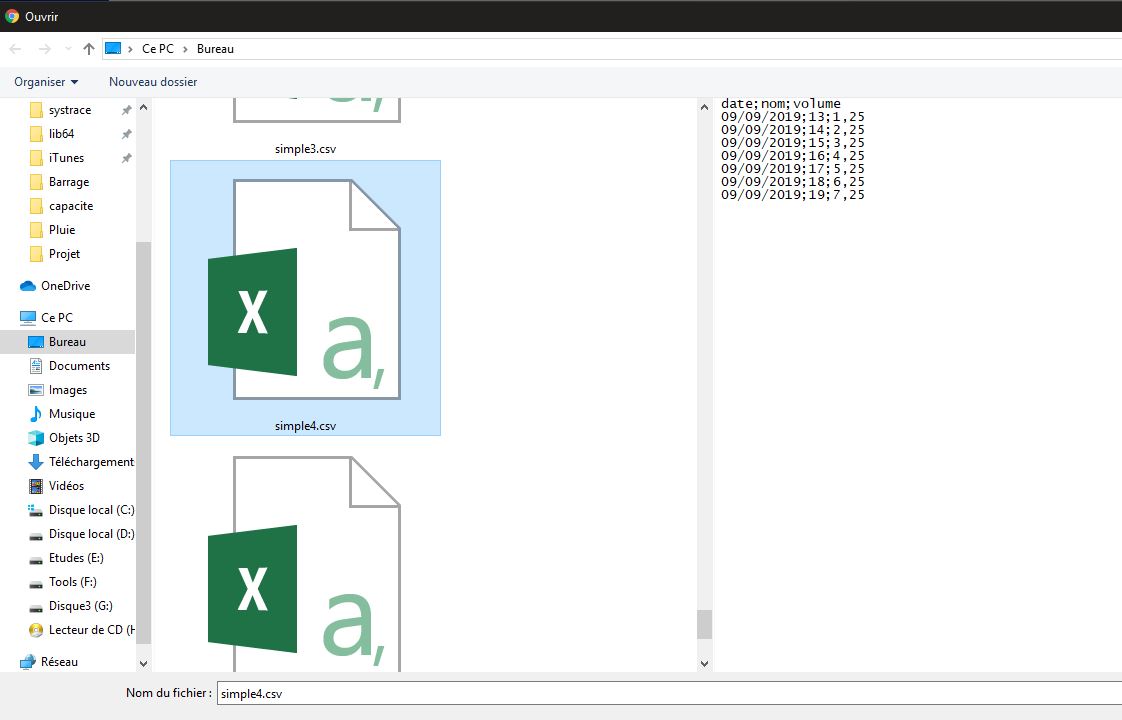 Ouvrir
Ce PC › Bureau
Organiser
Nouveau dossier
systrace
lib64
iTunes
Barrage
capacite
Pluie
Projet
OneDrive
Ce PC
Bureau
Documents
Images
Musique
Objets 3D
Téléchargement
Vidéos
Disque local (C:)
Disque local (D:)
Etudes (E:)
Tools (F:)
Disque3 (G:)
Lecteur de CD (H
Réseau
a,
simple3.csv
X
a,
simple4.csv
X
a,
date;nom;volume
09/09/2019;13;1,25
09/09/2019;14;2,25
09/09/2019;15;3,25
09/09/2019;16;4,25
09/09/2019;17;5,25
09/09/2019;18;6,25
09/09/2019;19;7,25
Nom du fichier : simple4.csv